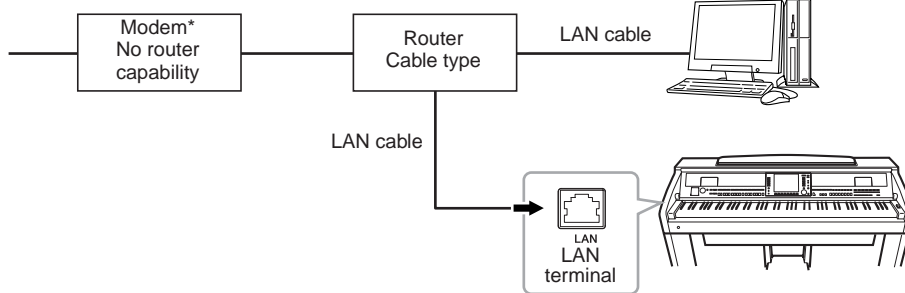 Modem*
No router
capability
Router
Cable type
LAN cable
LAN cable
LAN
LAN
terminal